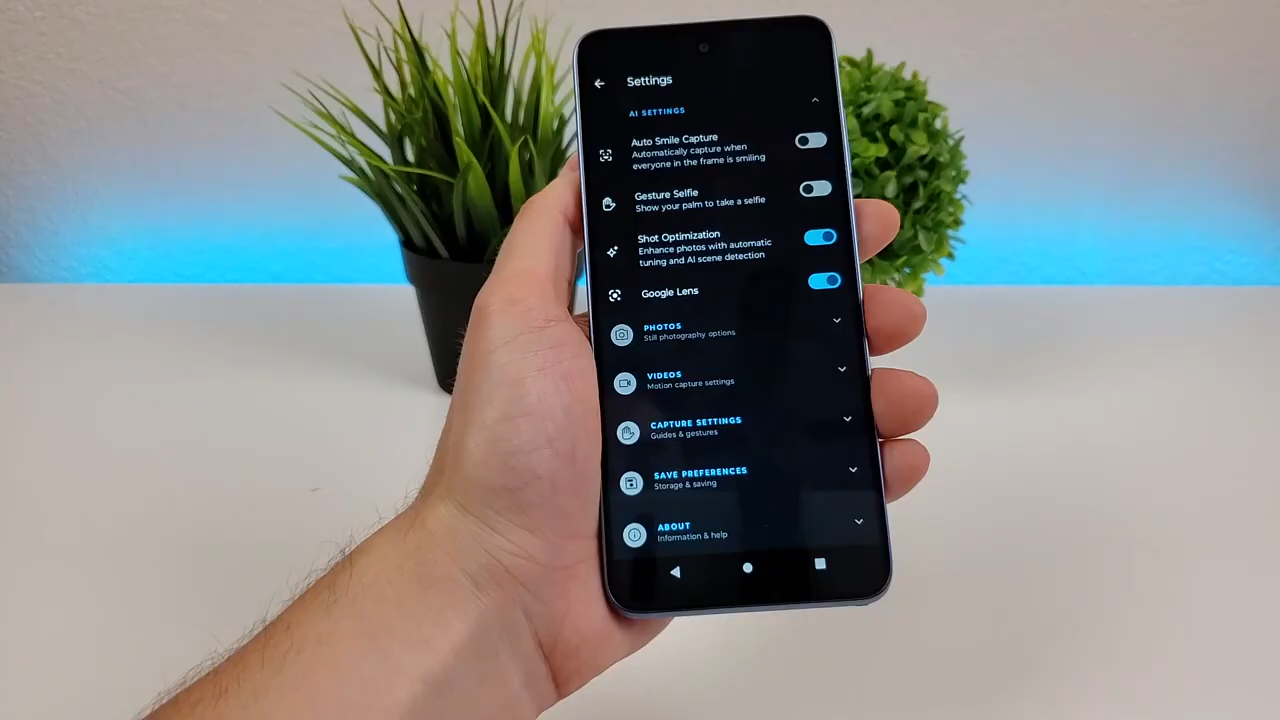 Settings
AI SETTINGS
Auto Smile Capture
Automatically capture when
everyone in the frame is smiling
Gesture Selfie
Show your palm to take a selfie
Shot Optimization
Enhance photos with automatic
tuning and AI scene detection
Google Lens
PHOTOS
Still photography options
VIDEOS
Motion capture settings
CAPTURE SETTINGS
Guides & gestures
SAVE PREFERENCES
Storage & saving
ABOUT
Information & help